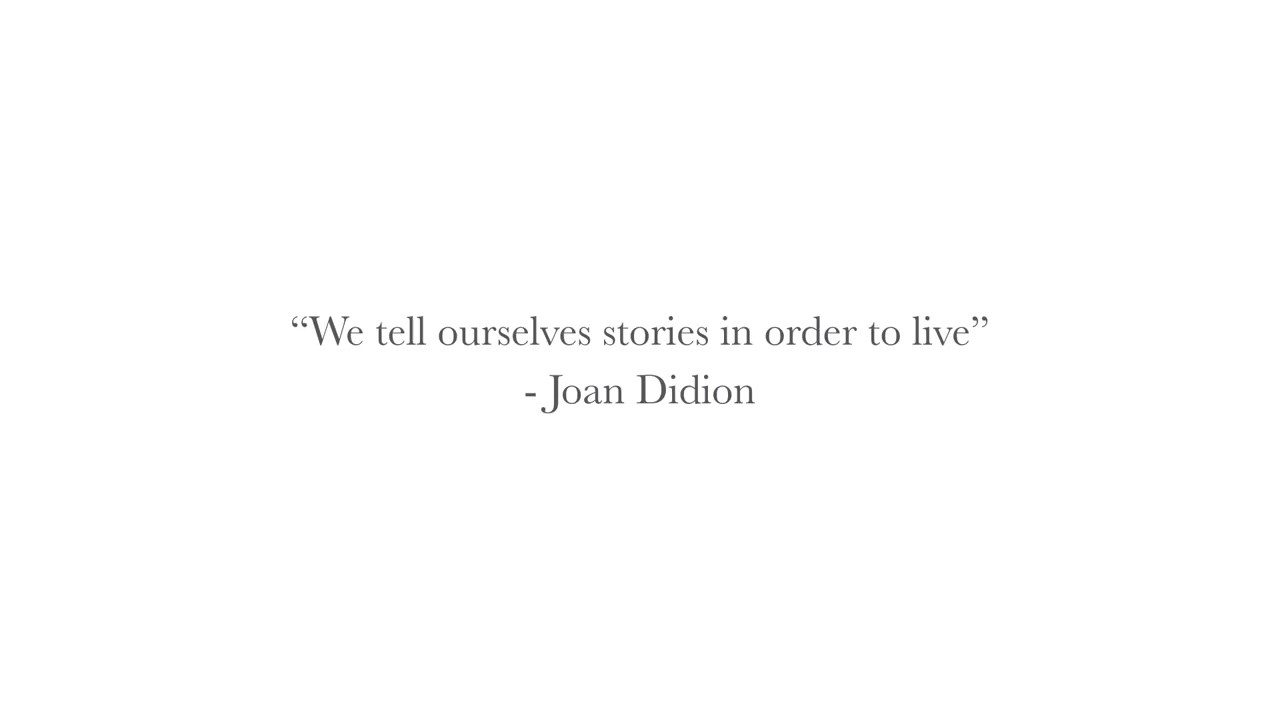 “We tell ourselves stories in order to live”
- Joan Didion